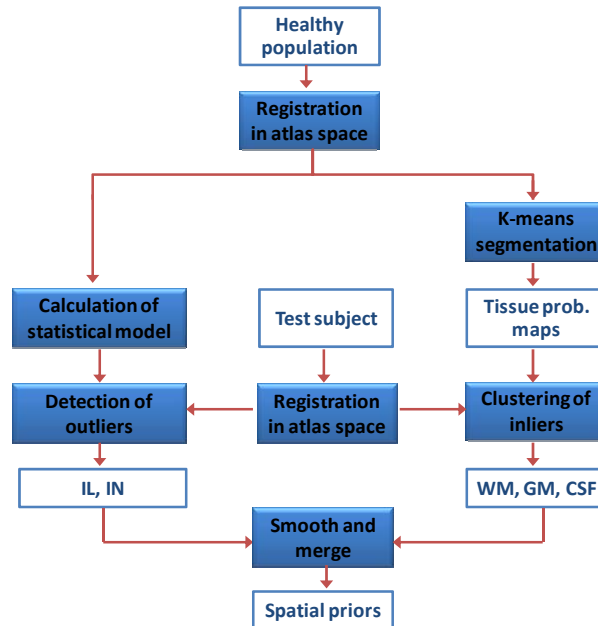 Healthy
population
Registration
in atlas space
K-means
segmentation
Calculation of
statistical model
Test subject
Tissue prob.
maps
Detection of
outliers
Registration
in atlas space
Clustering of
inliers
IL, IN
WM, GM, CSF
Smooth and
merge
Spatial priors